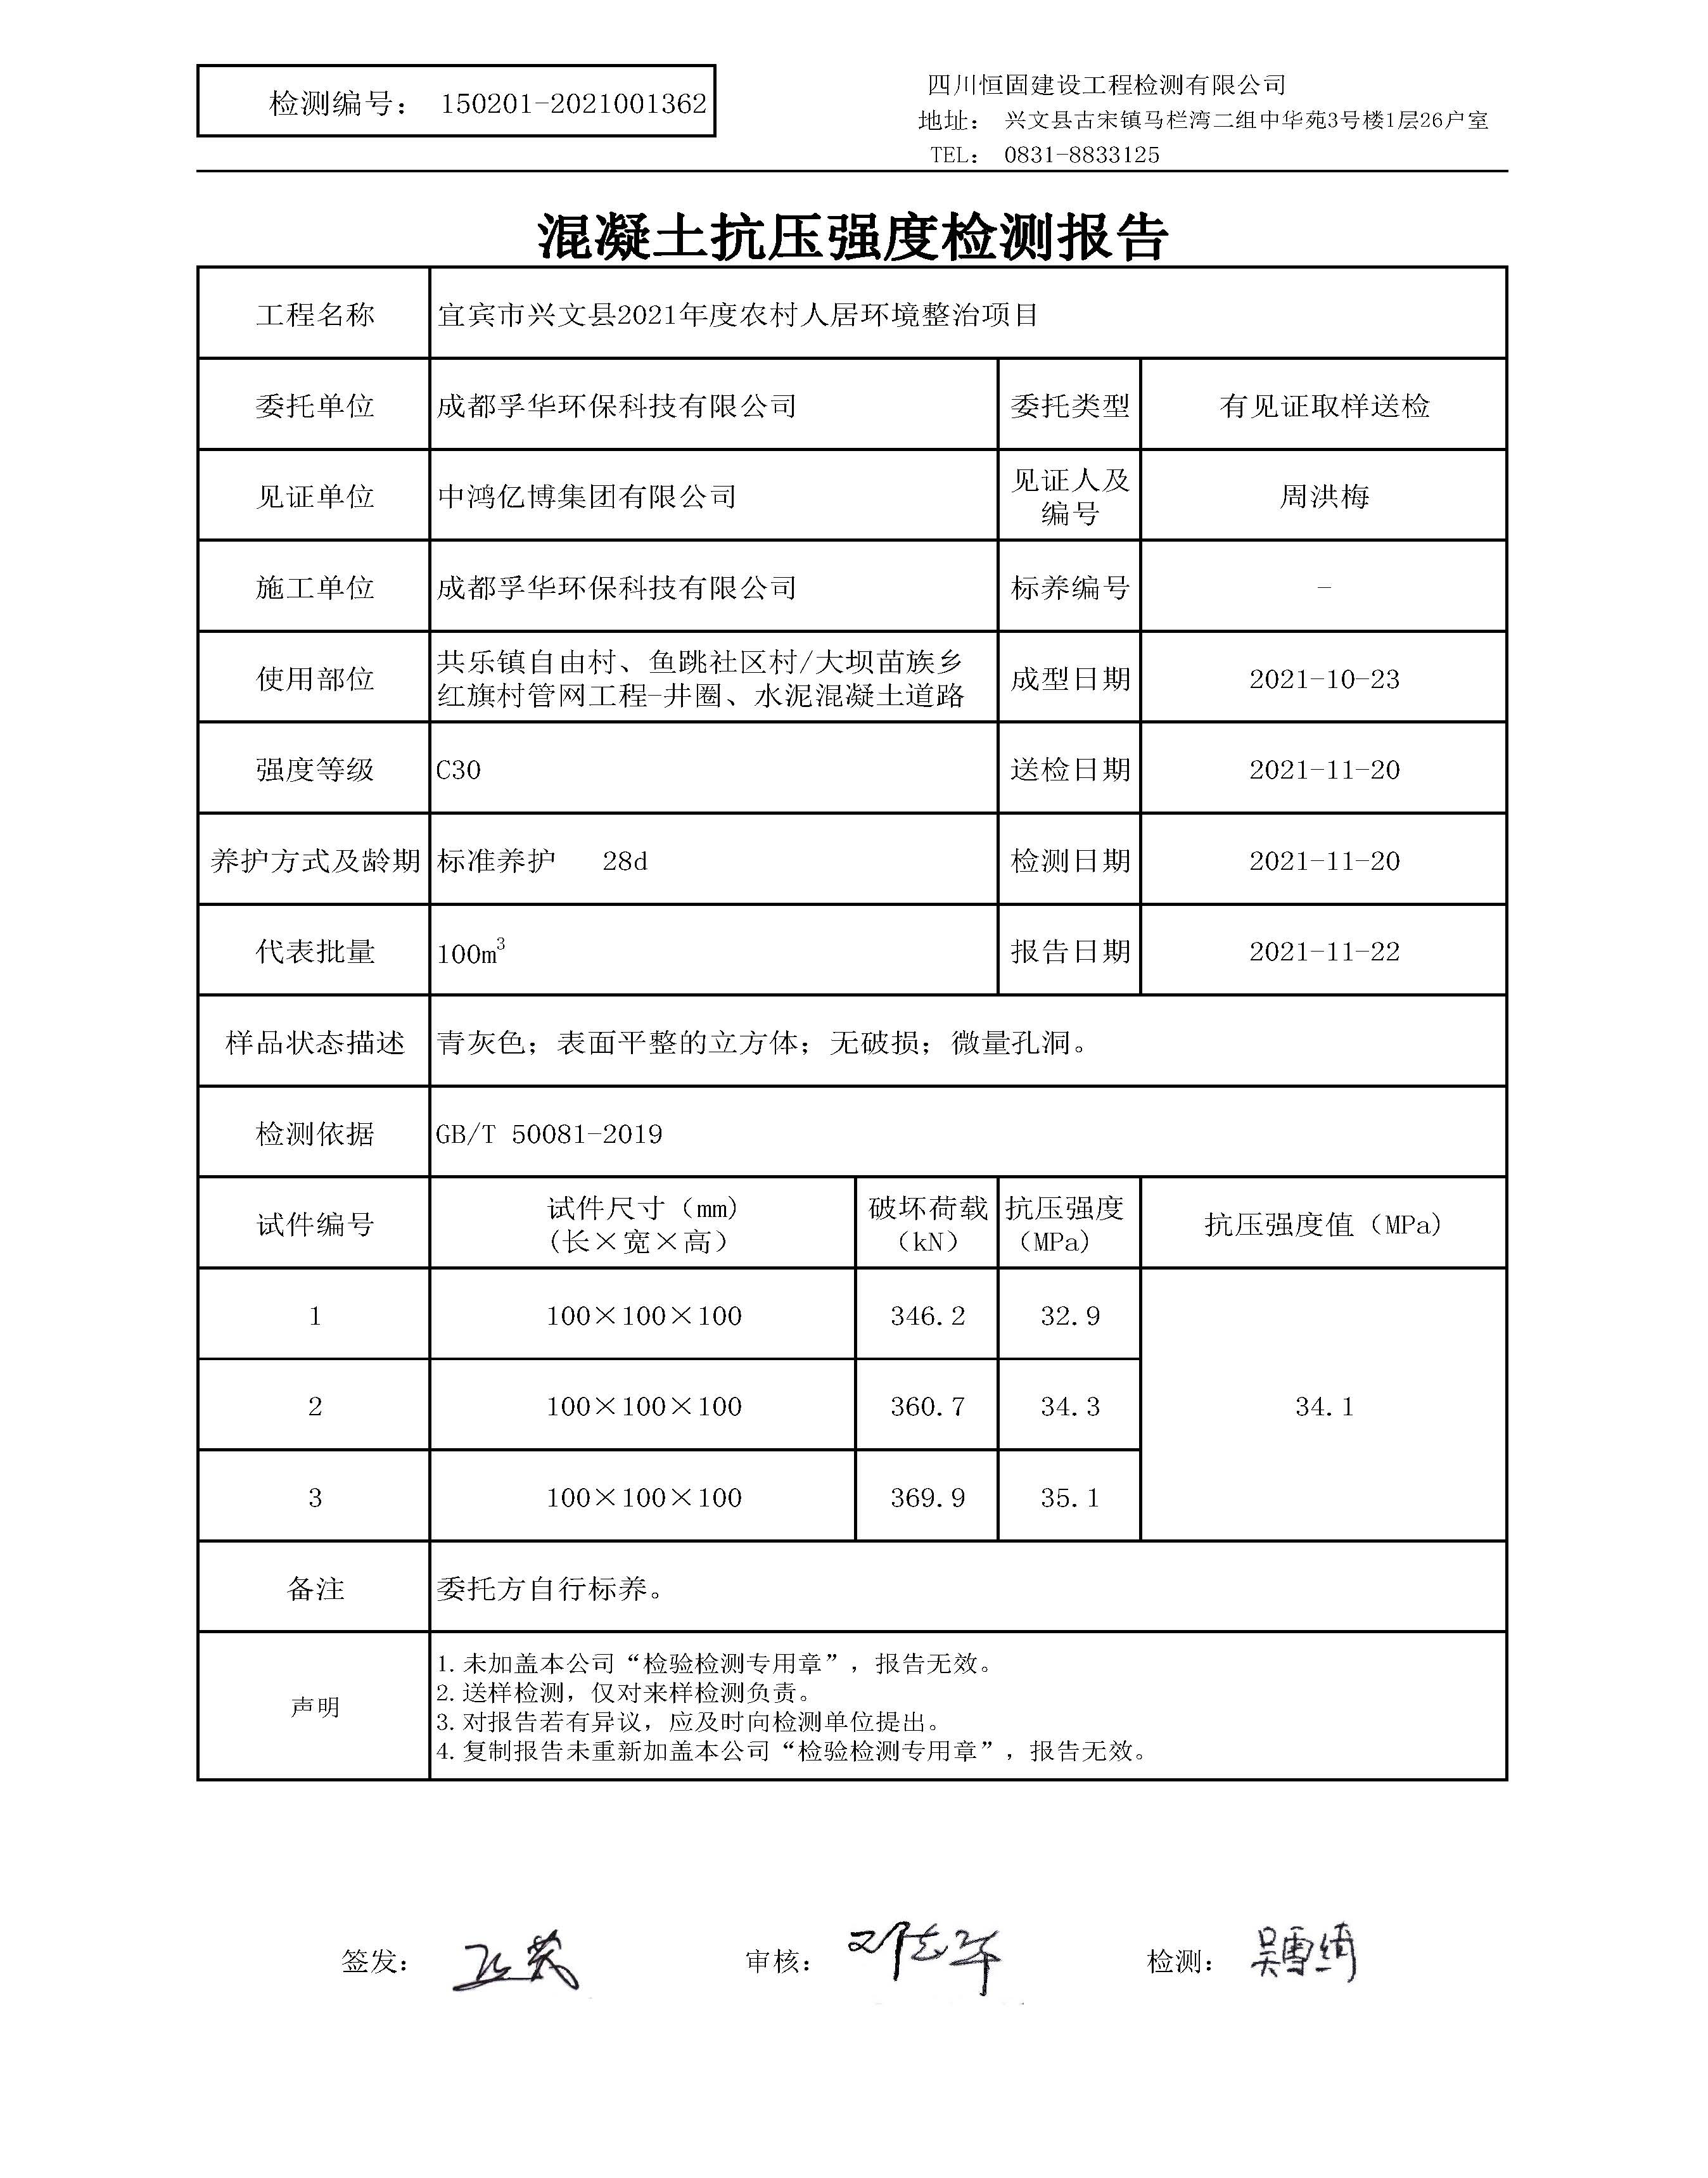 检测编号： 150201-2021001362
四川恒固建设工程检测有限公司
地址： 兴文县古宋镇马栏湾二组中华苑3号楼1层26户室
TEL： 0831-8833125
混凝土抗压强度检测报告
工程名称 宜宾市兴文县2021年度农村人居环境整治项目
委托单位 成都孚华环保科技有限公司 委托类型 有见证取样送检
见证单位 中鸿亿博集团有限公司 见证人及编号 周洪梅
施工单位 成都孚华环保科技有限公司 标养编号 -
使用部位 共乐镇自由村、鱼跳社区村/大坝苗族乡
红旗村管网工程-井圈、水泥混凝土道路 成型日期 2021-10-23
强度等级 C30 送检日期 2021-11-20
养护方式及龄期 标准养护 28d 检测日期 2021-11-20
代表批量 100m³ 报告日期 2021-11-22
样品状态描述 青灰色；表面平整的立方体；无破损；微量孔洞。
检测依据 GB/T 50081-2019
试件编号 试件尺寸（mm）(长×宽×高） 破坏荷载（kN） 抗压强度（MPa） 抗压强度值（MPa）
1 100×100×100 346.2 32.9
2 100×100×100 360.7 34.3 34.1
3 100×100×100 369.9 35.1
备注 委托方自行标养。
声明
1.未加盖本公司“检验检测专用章”，报告无效。
2.送样检测，仅对来样检测负责。
3.对报告若有异议，应及时向检测单位提出。
4.复制报告未重新加盖本公司“检验检测专用章”，报告无效。
签发： 审核： 检测： 吴雪绮